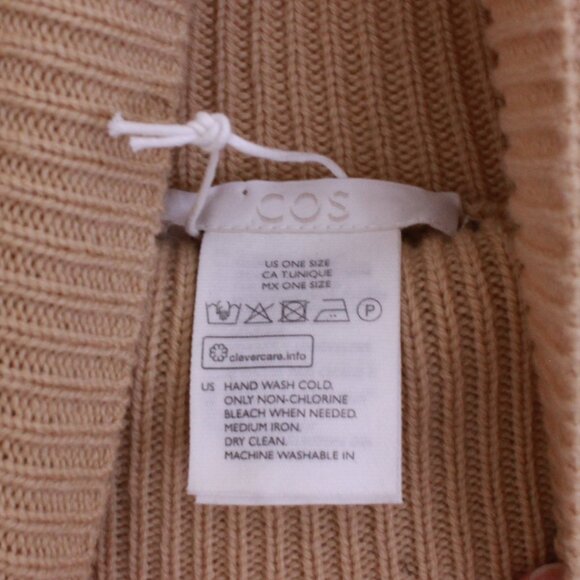 COS
US ONE SIZE
CA T.UNIQUE
MX ONE SIZE
P
clevercare.info
US HAND WASH COLD.
ONLY NON-CHLORINE
BLEACH WHEN NEEDED.
MEDIUM IRON.
DRY CLEAN.
MACHINE WASHABLE IN